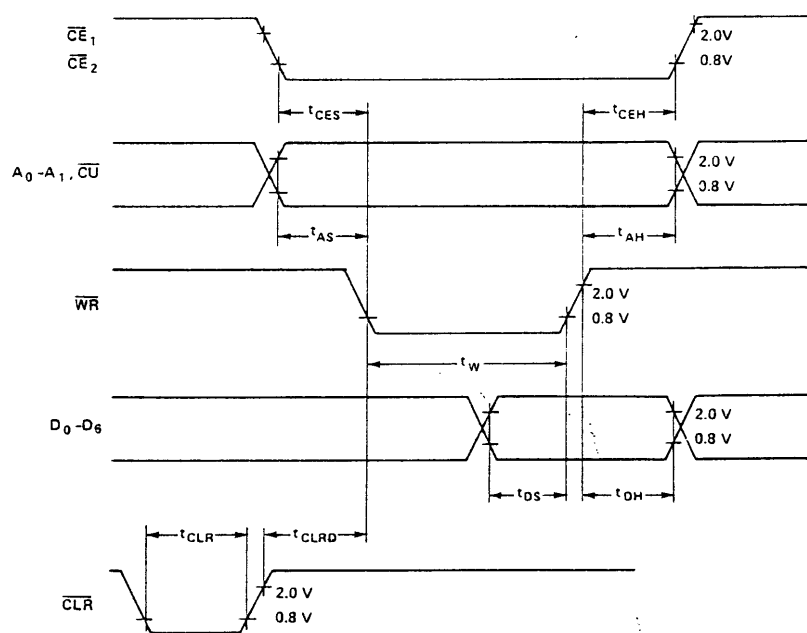 CE1
CE2
2.0V
0.8V
tCES
tCEH
A0-A1, CU
2.0 V
0.8 V
tAS
tAH
WR
2.0 V
0.8 V
tW
D0-D6
2.0 V
0.8 V
tDS
tDH
tCLR
tCLRD
CLR
2.0 V
0.8 V